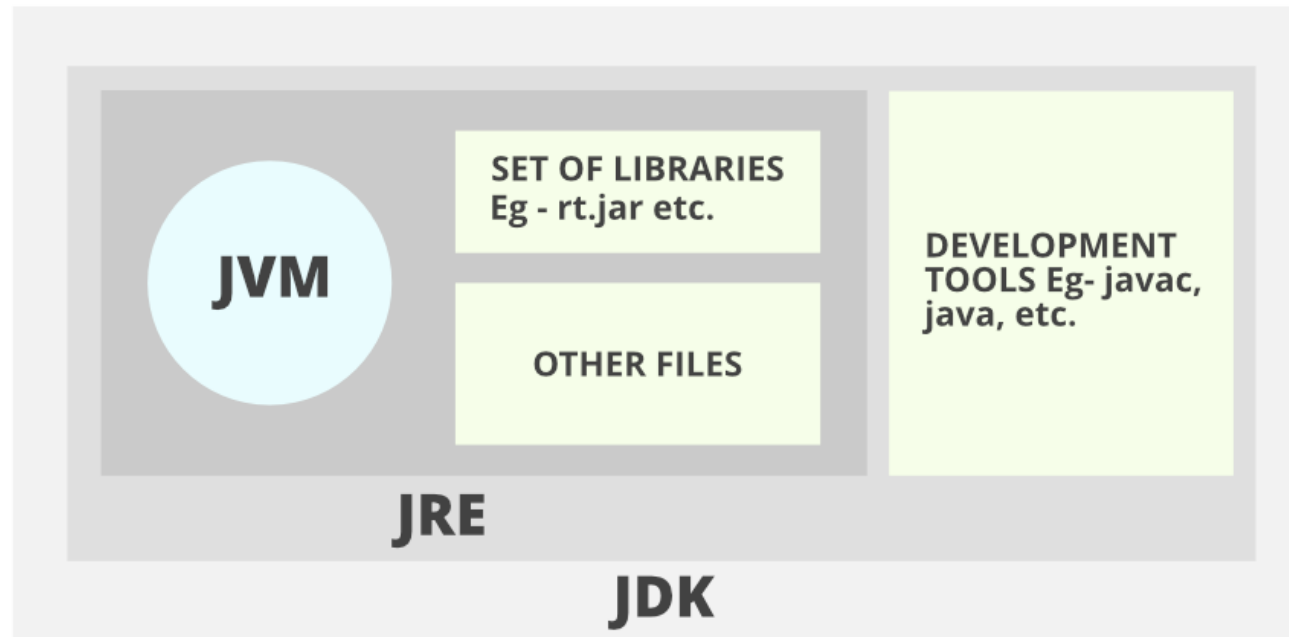 JVM
SET OF LIBRARIES
Eg - rt.jar etc.
OTHER FILES
DEVELOPMENT
TOOLS Eg- javac,
java, etc.
JRE
JDK